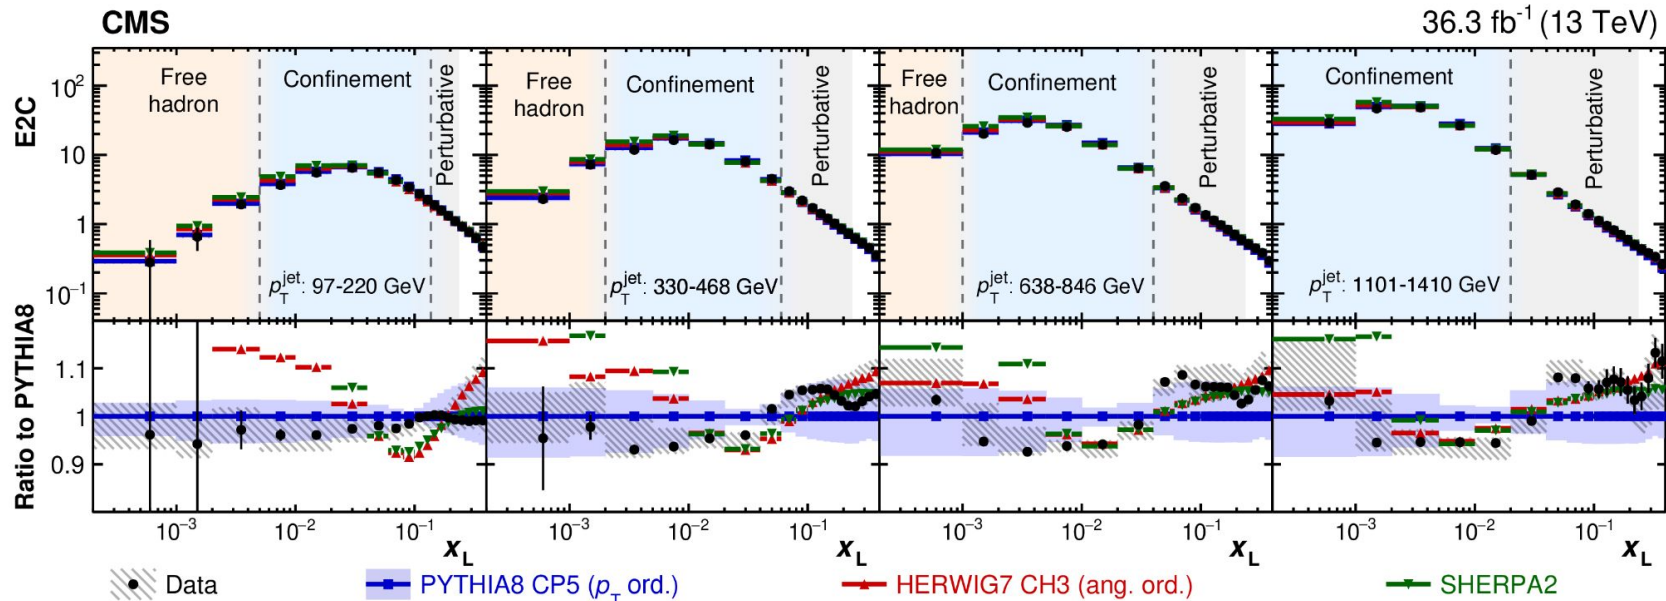 CMS
36.3 fb⁻¹ (13 TeV)
E2C
10²
10
1
10⁻¹
Free hadron
Confinement
Perturbative
p_T^jet: 97-220 GeV
Free hadron
Confinement
Perturbative
p_T^jet: 330-468 GeV
Free hadron
Confinement
Perturbative
p_T^jet: 638-846 GeV
Confinement
Perturbative
p_T^jet: 1101-1410 GeV
Ratio to PYTHIA8
1.1
1
0.9
10⁻³ 10⁻² 10⁻¹
x_L
10⁻³ 10⁻² 10⁻¹
x_L
10⁻³ 10⁻² 10⁻¹
x_L
10⁻³ 10⁻² 10⁻¹
x_L
Data
PYTHIA8 CP5 (p_T ord.)
HERWIG7 CH3 (ang. ord.)
SHERPA2